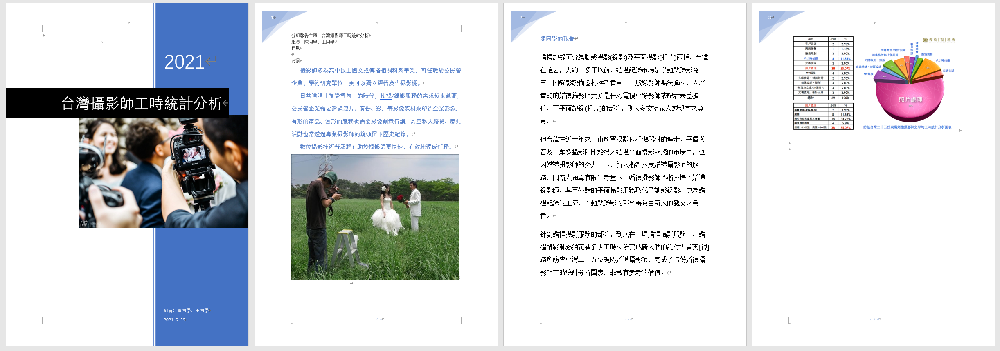 2021
台灣攝影師工時統計分析
Canon
組員：陳同學、王同學
2021-6-29
1
分組報告主題：台灣攝影師工時統計分析
組員：陳同學、王同學
日期
背景
攝影師多為高中以上圖文或傳播相關科系畢業，可任職於公民營
企業、學術研究單位，更可以獨立經營廣告攝影棚。
日益強調「視覺導向」的時代，使攝/錄影服務的需求越來越高，
公民營企業需要透過照片、廣告、影片等影像媒材來塑造企業形象，
有形的產品、無形的服務也需要影像創意行銷，甚至私人婚禮、慶典
活動也常透過專業攝影師的鏡頭留下歷史紀錄。
數位攝影技術普及將有助於攝影師更快速、有效地達成任務。
1 / 3
2
陳同學的報告
婚禮記錄可分為動態攝影(錄影)及平面攝影(相片)兩種，台灣
在過去，大約十多年以前，婚禮記錄市場是以動態錄影為
主，因錄影設備器材極為貴重，一般錄影師無法獨立，因此
當時的婚禮錄影師大多是任職電視台錄影師或記者兼差擔
任，而平面記錄(相片)的部分，則大多交給家人或親友來負
責。
但台灣在近十年來，由於單眼數位相機器材的進步、平價與
普及，眾多攝影師開始投入婚禮平面攝影服務的市場中，也
因婚禮攝影師的努力之下，新人漸漸接受婚禮攝影師的服
務，因新人預算有限的考量下，婚禮攝影師逐漸排擠了婚禮
錄影師，甚至外購的平面攝影服務取代了動態錄影，成為婚
禮記錄的主流，而動態錄影的部分轉為由新人的親友來負
責。
針對婚禮攝影服務的部分，到底在一場婚禮攝影服務中，婚
禮攝影師必須花費多少工時來所完成新人們的託付？菁英[視]
務所訪查台灣二十五位現職婚禮攝影師，完成了這份婚禮攝
影師工時統計分析圖表，非常有參考的價值。
2 / 3
3
項目 小時 %
客戶訪談 2 2.90%
溝通聯繫 1 1.45%
整備規劃 2 2.90%
八小時拍攝 8 11.59%
交通往返 2 2.90%
照片處理 38 55.07%
MV編撰 4 5.80%
光碟燒錄、封面設計 2 2.90%
相簿設計、排版 4 5.80%
部落格文章/上傳照片 4 5.80%
文書處理 / 會計出納 2 2.90%
總計 69 100%
照片處理 小時 %
檔案處理/複製/轉檔/ 2 2.90%
選圖 8 11.59%
照片色彩亮度基本修圖 24 34.78%
精選照片精修 4 5.8%
拍攝1~1500張、挑選5~800張 38 55.07%
菁英[視]務所
客戶訪談
溝通聯繫
整備規劃
八小時拍攝
交通往返
文書處理 / 會計出納
部落格文章/上傳照片
相簿設計、排版
光碟燒錄、封面設計
MV編撰
照片處理
訪談台灣二十五位現職婚禮攝影師之平均工時統計分析圖表
3 / 3